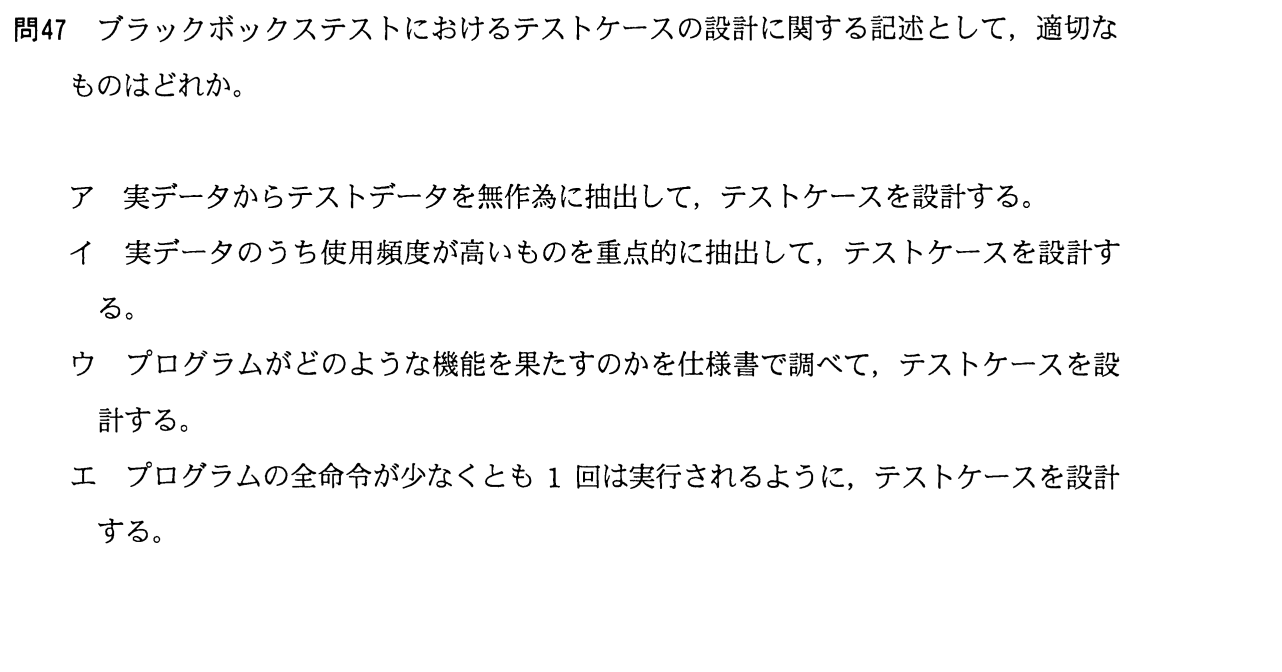 問47　ブラックボックステストにおけるテストケースの設計に関する記述として，適切な
ものはどれか。
ア　実データからテストデータを無作為に抽出して，テストケースを設計する。
イ　実データのうち使用頻度が高いものを重点的に抽出して，テストケースを設計す
る。
ウ　プログラムがどのような機能を果たすのかを仕様書で調べて，テストケースを設
計する。
エ　プログラムの全命令が少なくとも 1 回は実行されるように，テストケースを設計
する。